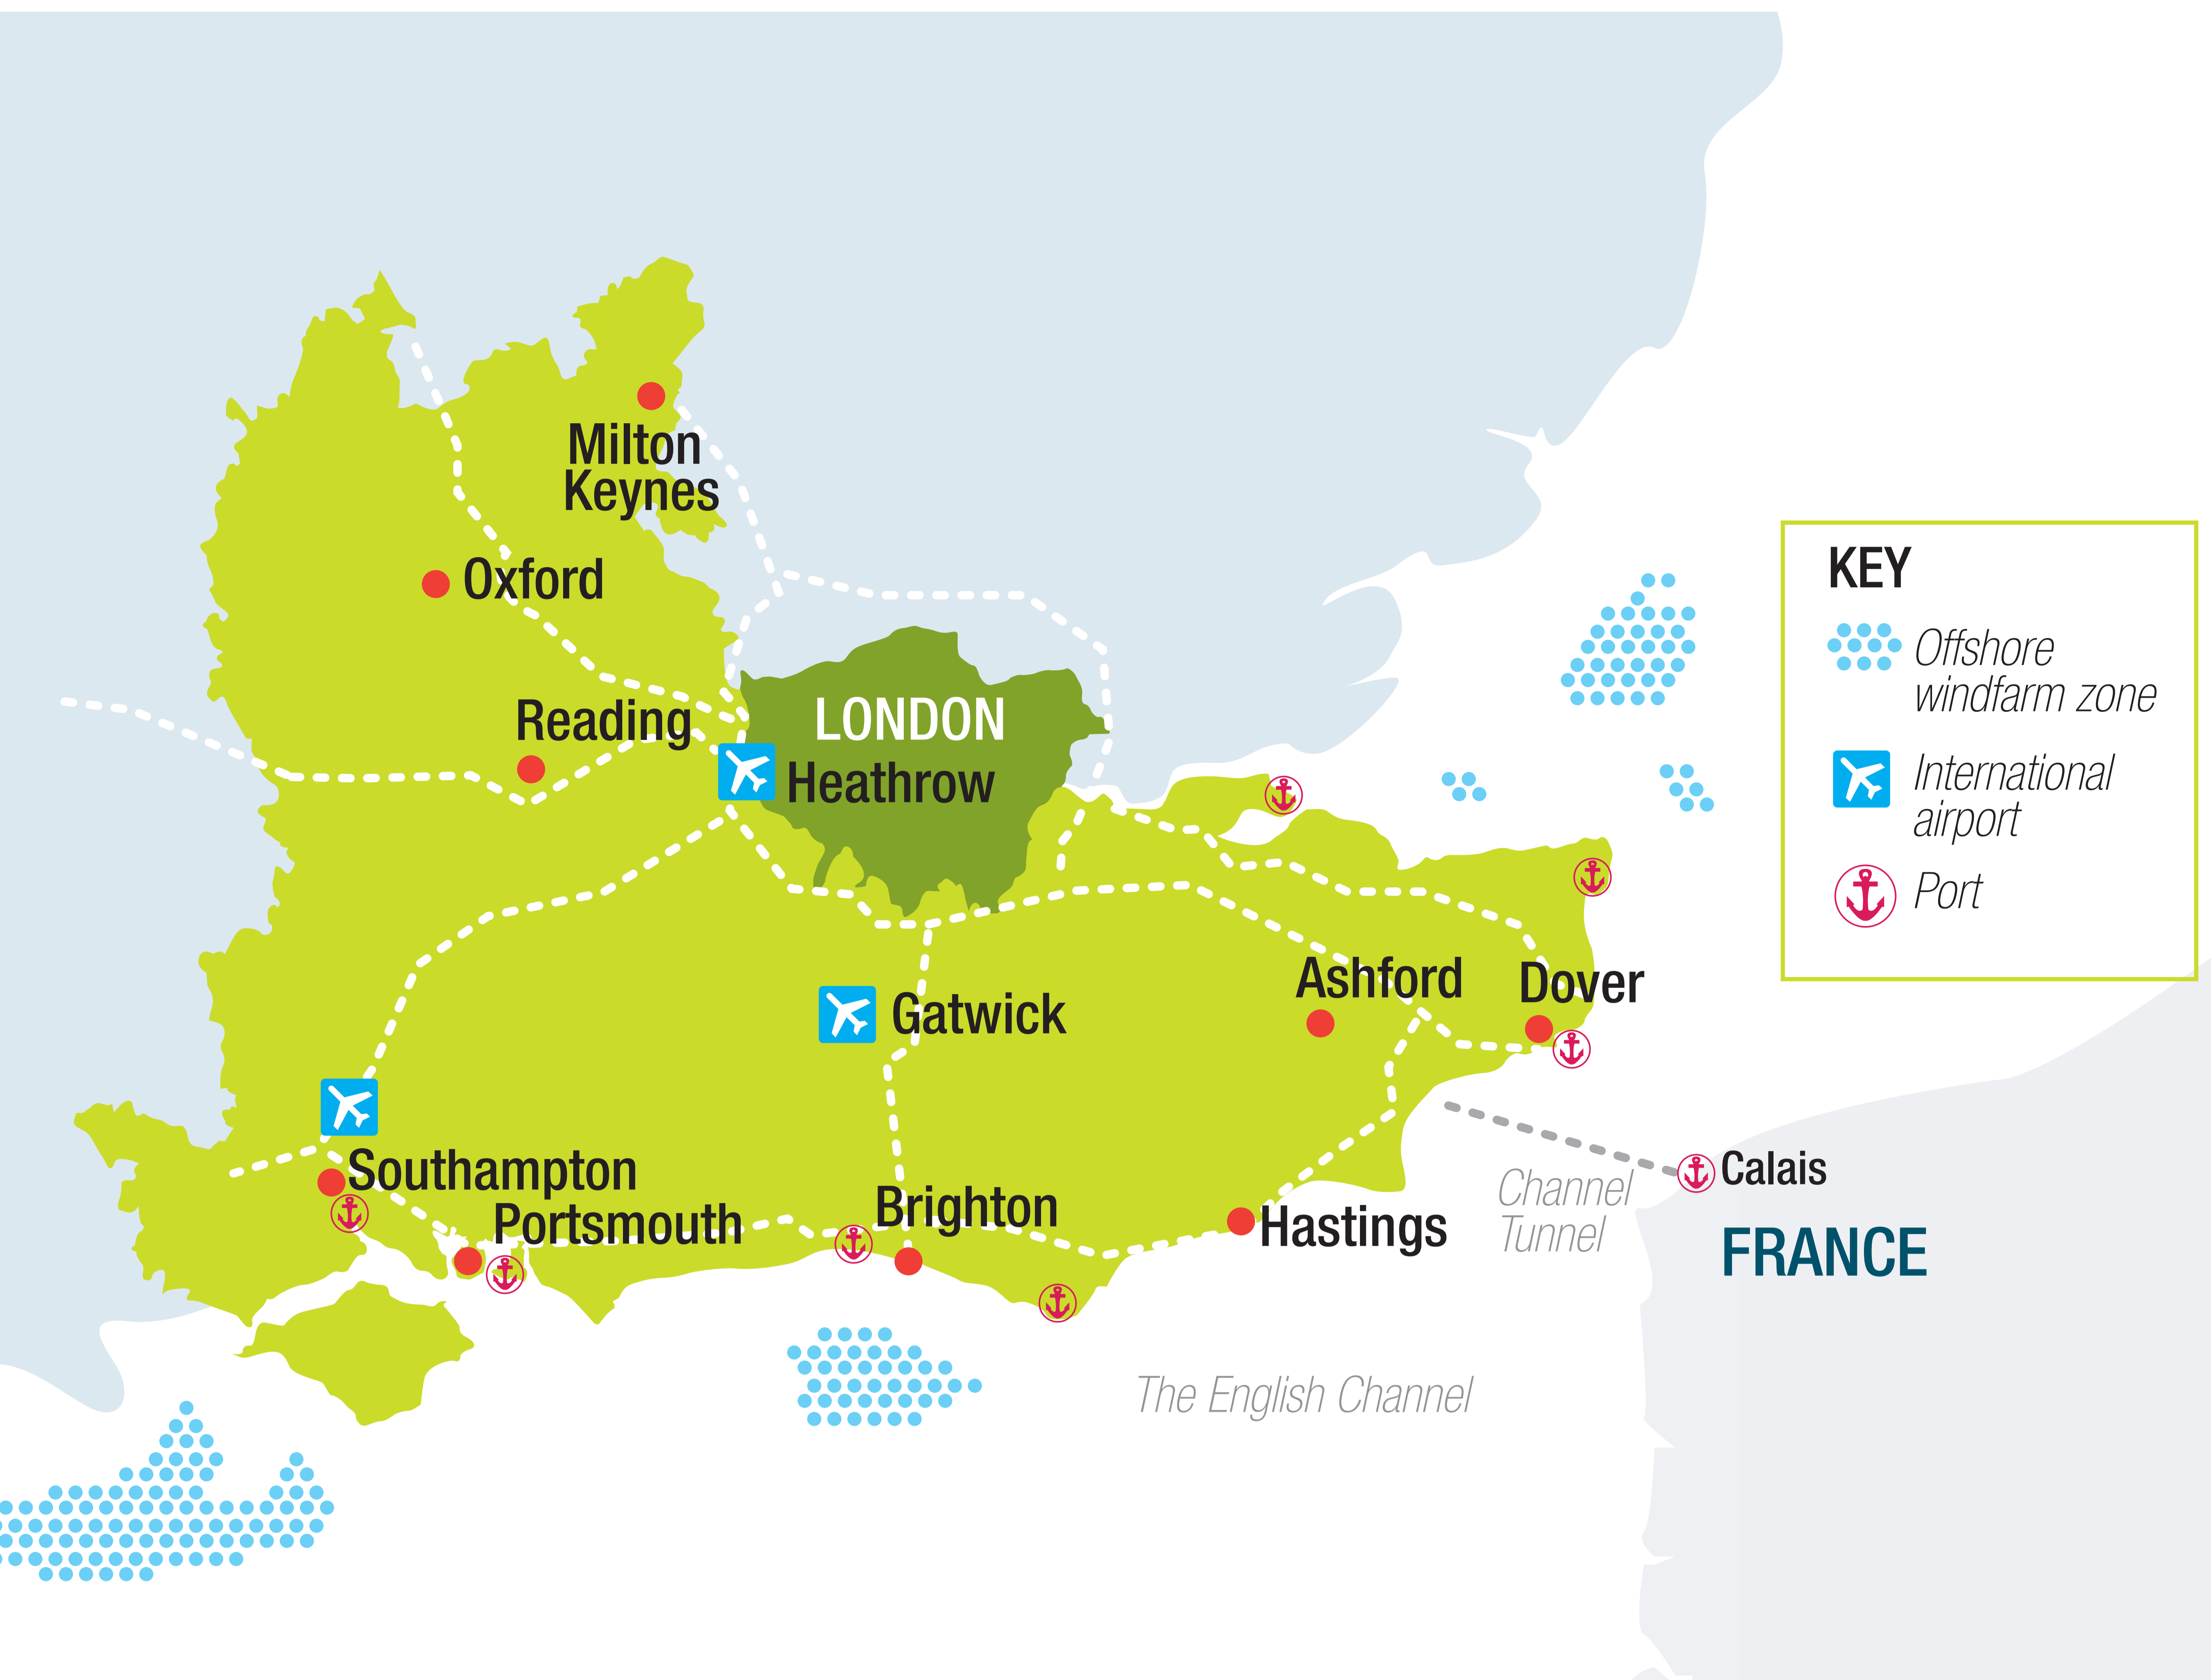 Milton
Keynes
Oxford
Reading
LONDON
Heathrow
Gatwick
Ashford
Dover
Southampton
Portsmouth
Brighton
Hastings
Channel
Tunnel
Calais
FRANCE
The English Channel
KEY
Offshore
windfarm zone
International
airport
Port